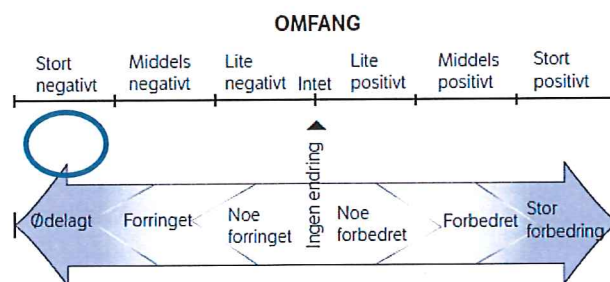 OMFANG
Stort negativt
Middels negativt
Lite negativt
Intet
Lite positivt
Middels positivt
Stort positivt
Ødelagt
Forringet
Noe forringet
Ingen endring
Noe forbedret
Forbedret
Stor forbedring